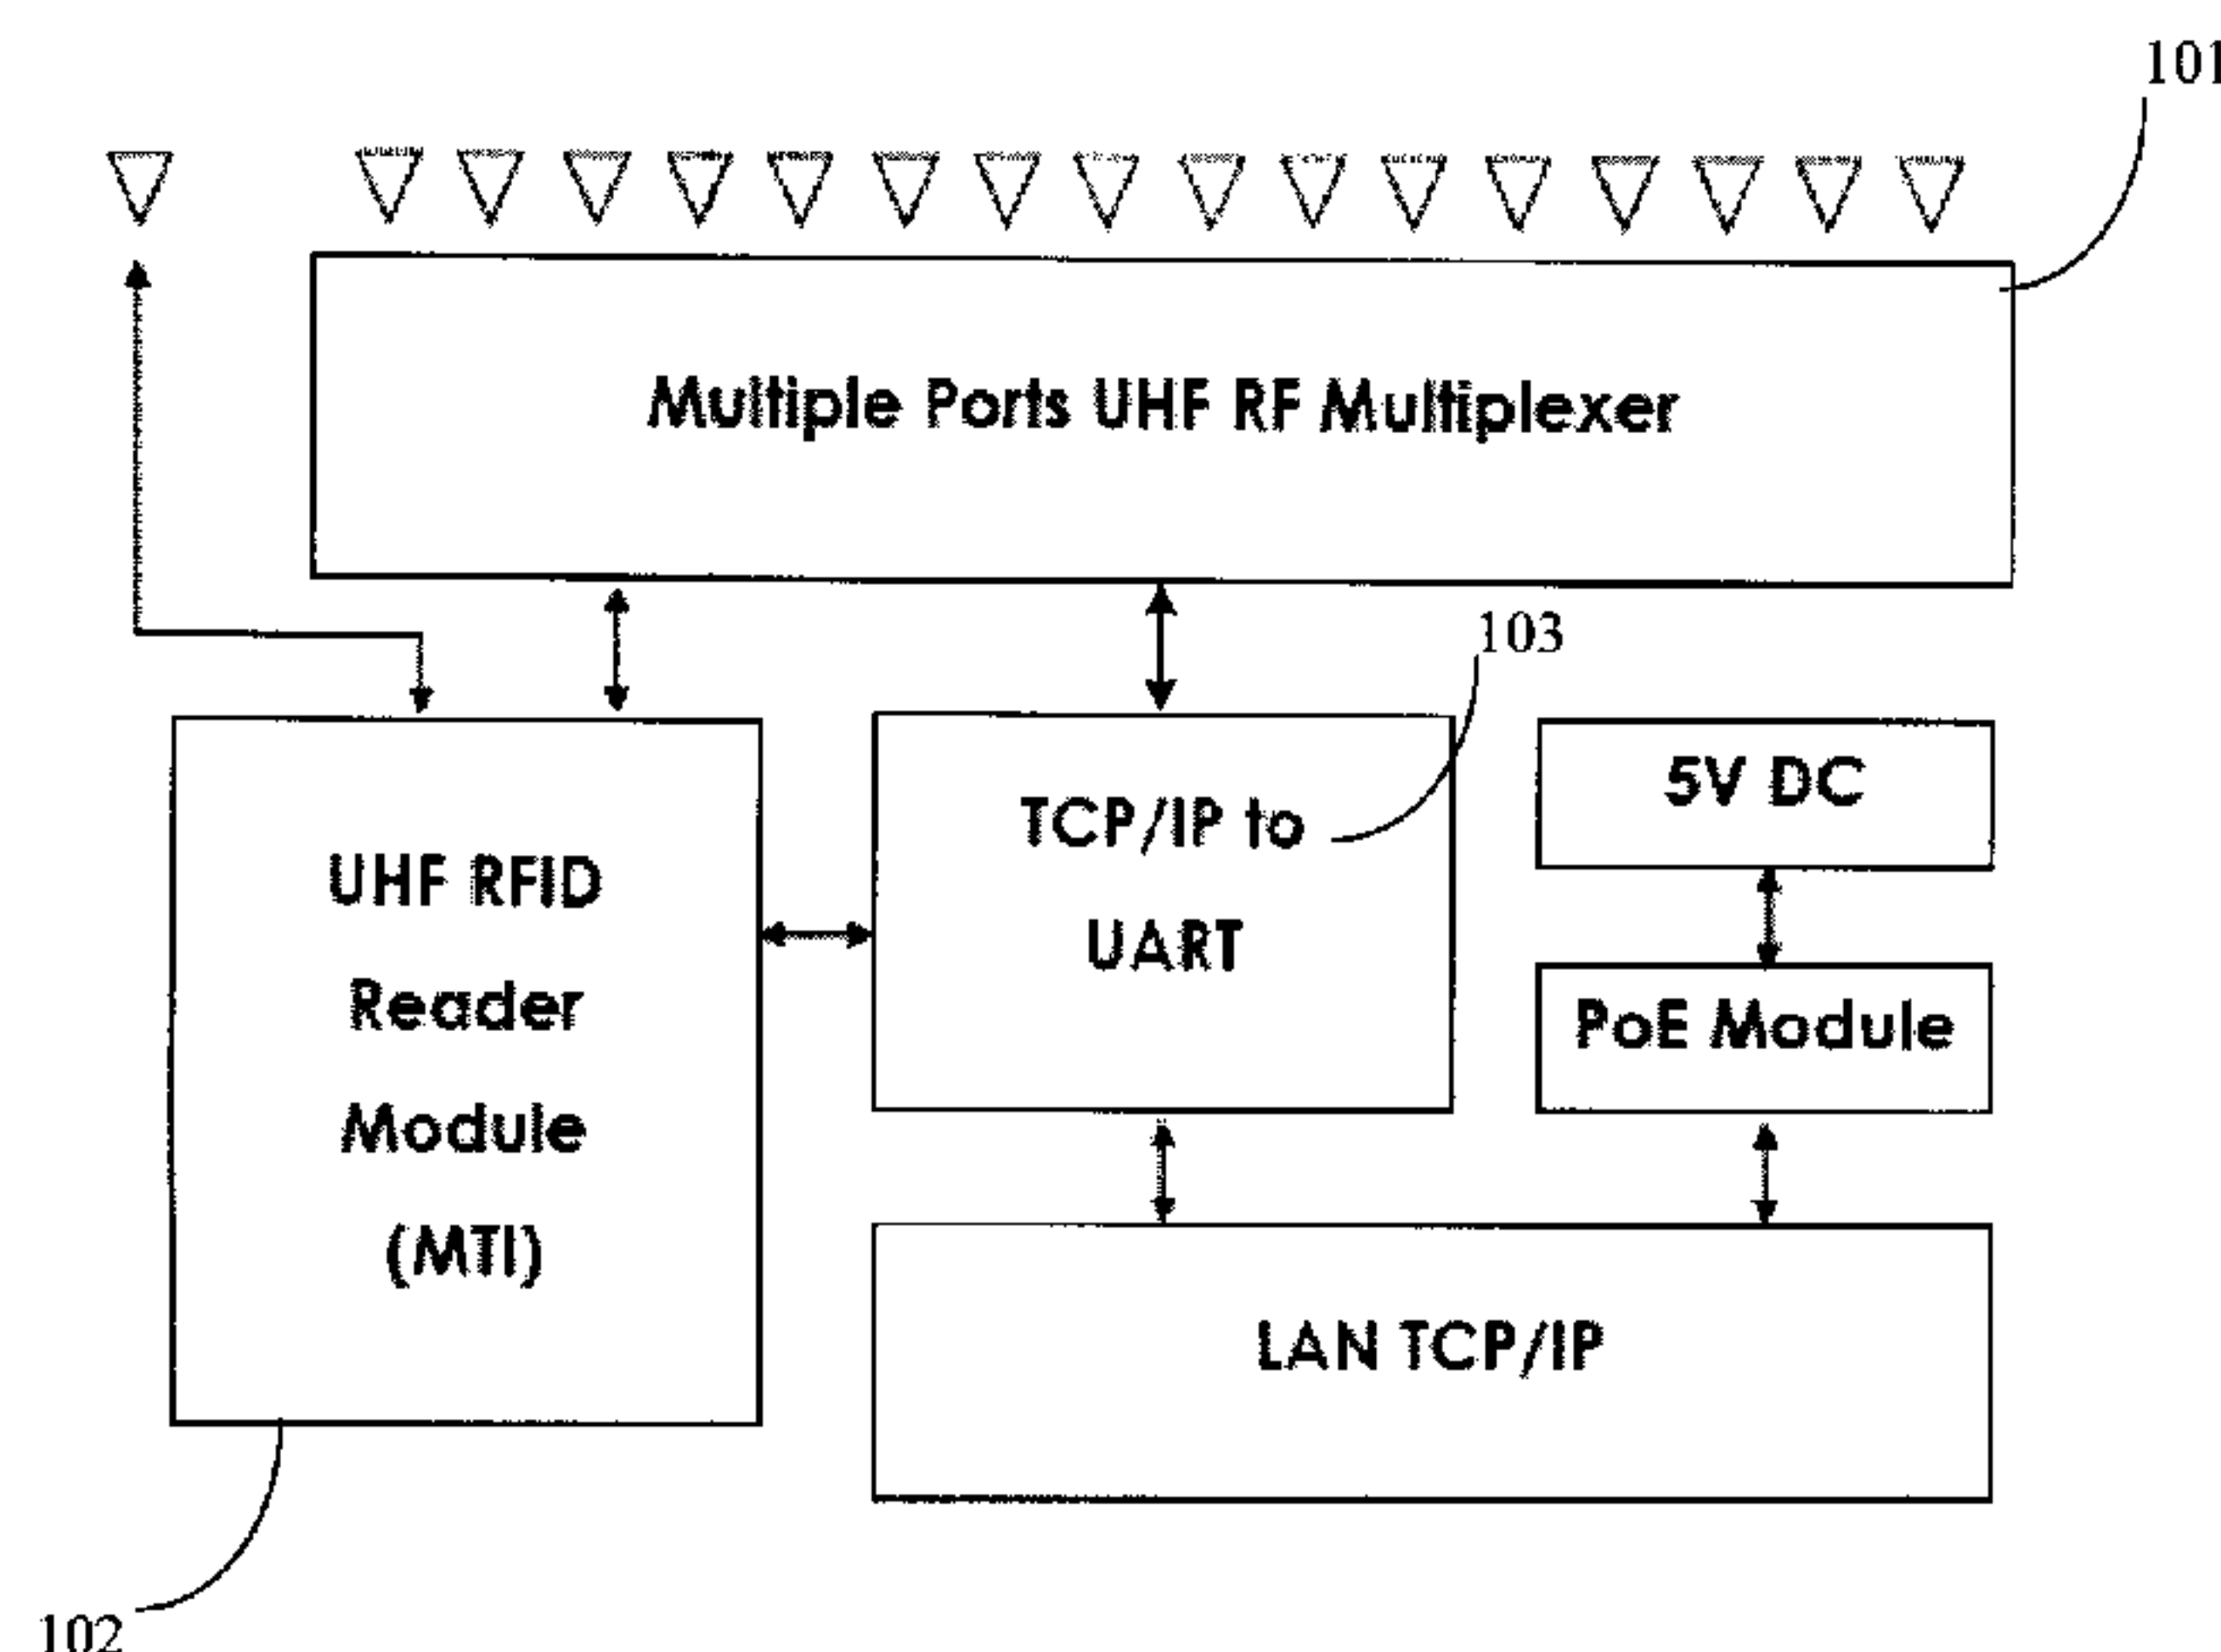 101
Multiple Ports UHF RF Multiplexer
103
5V DC
TCP/IP to
UHF RFID
UART
Reader
PoE Module
Module
(MTI)
LAN TCP/IP
102